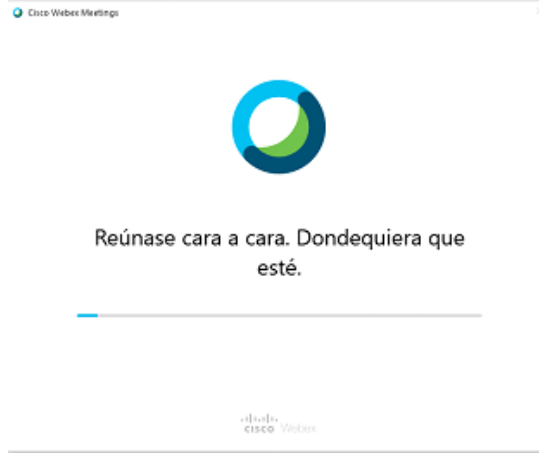 Cisco Webex Meetings
Reúnase cara a cara. Dondequiera que
esté.
CISCO Webex